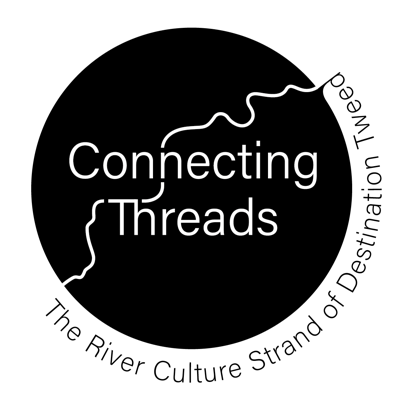 Connecting
Threads
The River Culture Strand of Destination Tweed